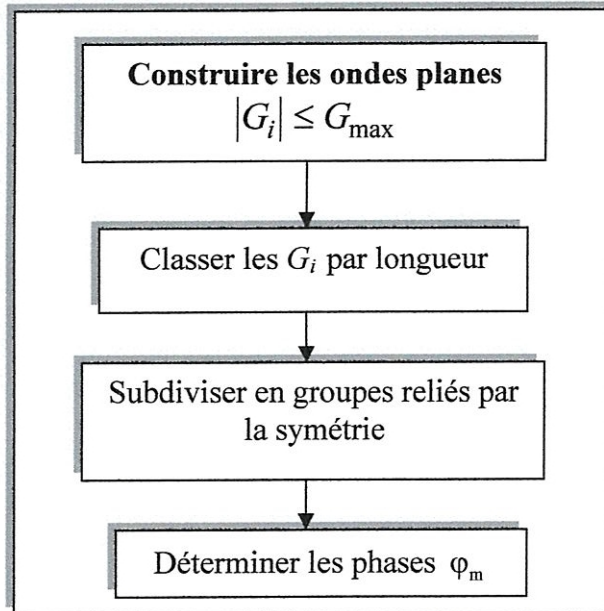 Construire les ondes planes
|G_i| ≤ G_max
Classer les G_i par longueur
Subdiviser en groupes reliés par
la symétrie
Déterminer les phases φ_m